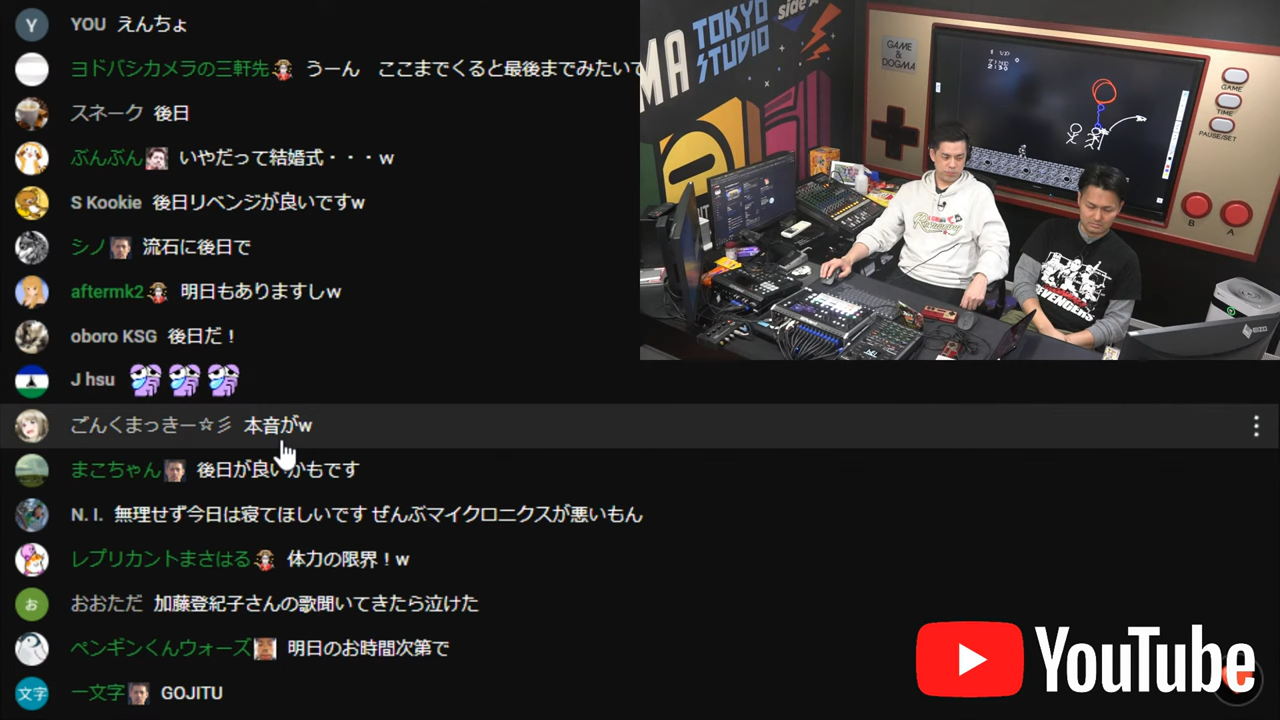 Y YOU えんちょ
ヨドバシカメラの三軒先 うーん ここまでくると最後までみたいて
スネーク 後日
ぶんぶん いやだって結婚式・・・w
S Kookie 後日リベンジが良いですw
シノ 流石に後日で
aftermk2 明日もありますしw
oboro KSG 後日だ！
J hsu
ごんくまっきー☆彡 本音がw
まこちゃん 後日が良いかもです
N. I. 無理せず今日は寝てほしいです ぜんぶマイクロニクスが悪いもん
レプリカントまさはる 体力の限界！w
お おおただ 加藤登紀子さんの歌聞いてきたら泣けた
ペンギンくんウォーズ 明日のお時間次第で
文字 一文字 GOJITU
TOKYO
STUDIO
side A
GAME
&
DOGMA
GAME
TIME
PAUSE/SET
B
A
YouTube